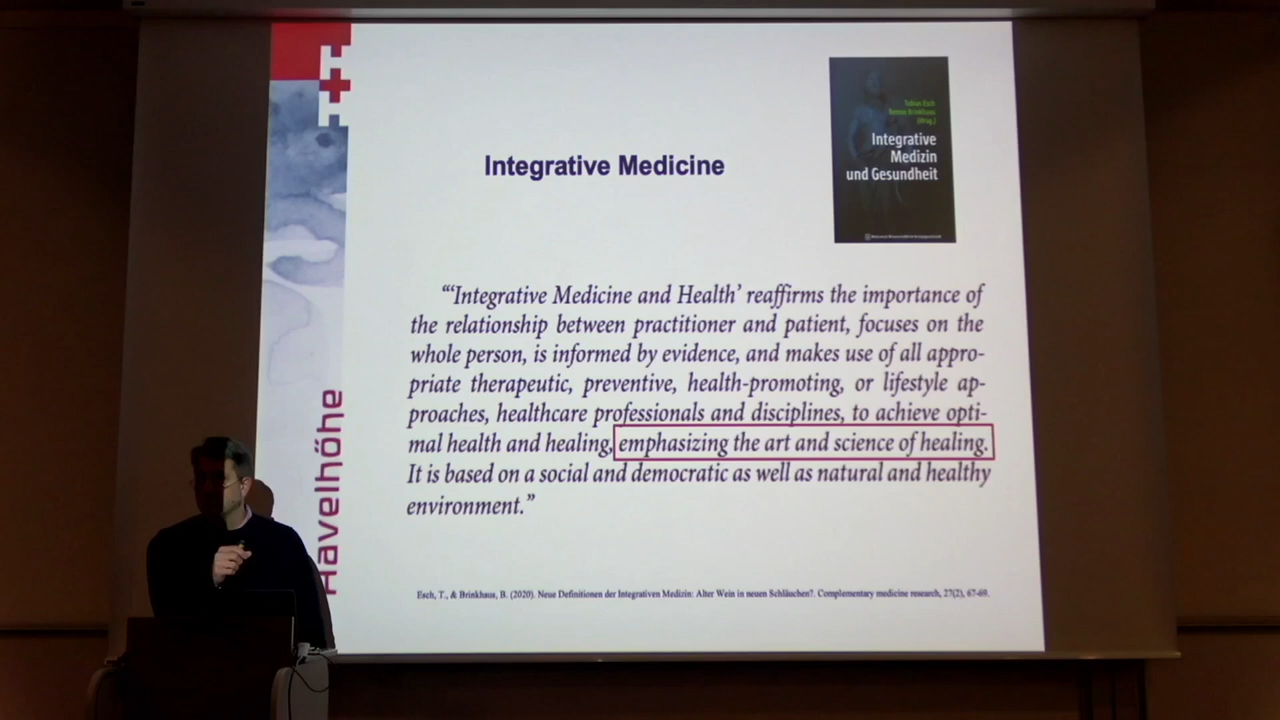 Integrative Medicine
Tobias Esch
Benno Brinkhaus
(Hrsg.)
Integrative
Medizin
und Gesundheit
“‘Integrative Medicine and Health’ reaffirms the importance of
the relationship between practitioner and patient, focuses on the
whole person, is informed by evidence, and makes use of all appro-
priate therapeutic, preventive, health-promoting, or lifestyle ap-
proaches, healthcare professionals and disciplines, to achieve opti-
mal health and healing, emphasizing the art and science of healing.
It is based on a social and democratic as well as natural and healthy
environment.”
Havelhöhe
Esch, T., & Brinkhaus, B. (2020). Neue Definitionen der Integrativen Medizin: Alter Wein in neuen Schläuchen?. Complementary medicine research, 27(2), 67-69.